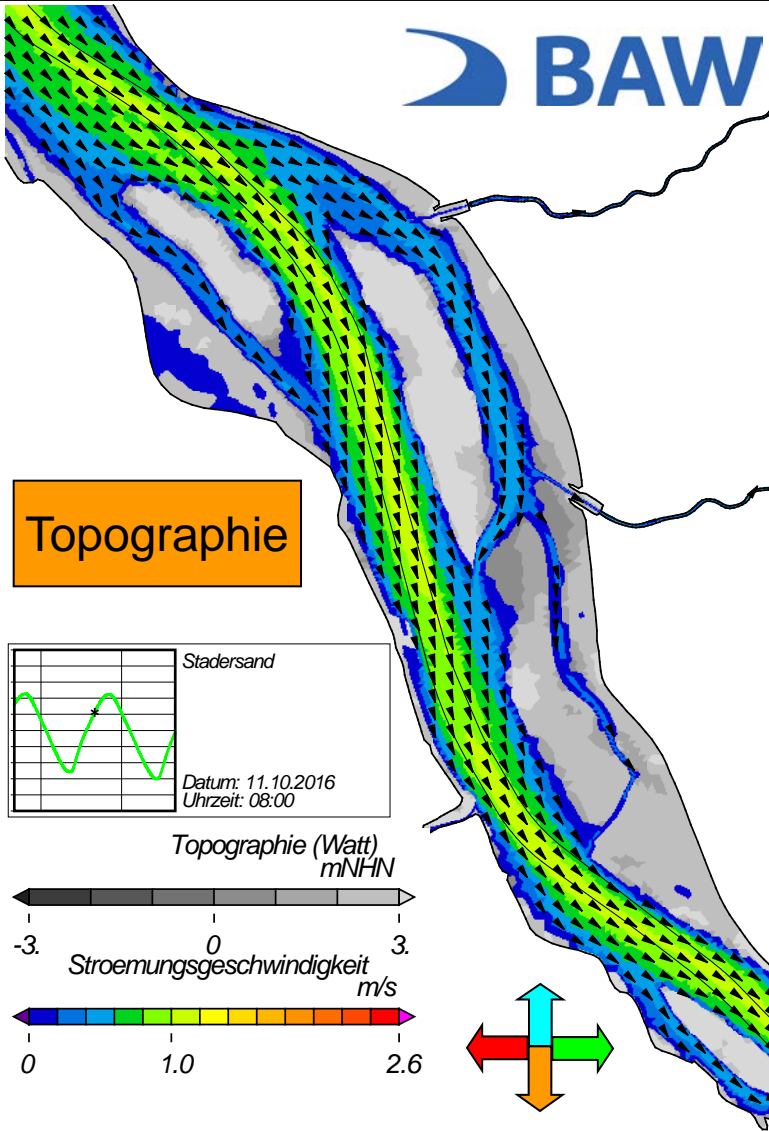 BAW
Topographie
Stadersand
Datum: 11.10.2016
Uhrzeit: 08:00
Topographie (Watt)
mNHN
-3. 0 3.
Stroemungsgeschwindigkeit
m/s
0 1.0 2.6